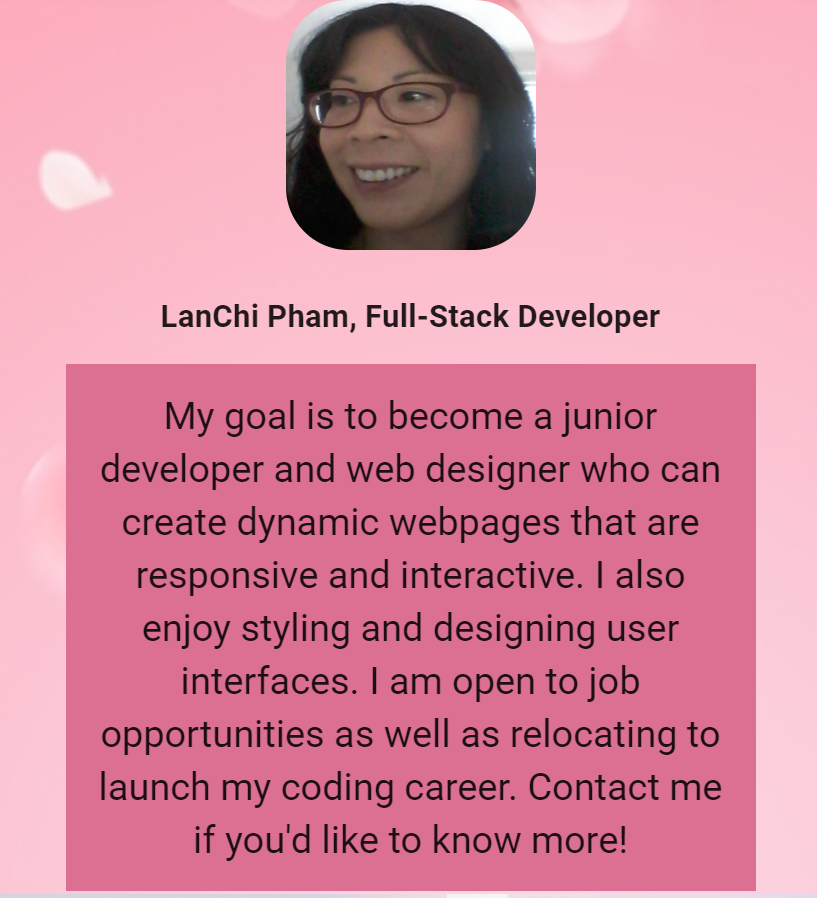 LanChi Pham, Full-Stack Developer
My goal is to become a junior
developer and web designer who can
create dynamic webpages that are
responsive and interactive. I also
enjoy styling and designing user
interfaces. I am open to job
opportunities as well as relocating to
launch my coding career. Contact me
if you'd like to know more!